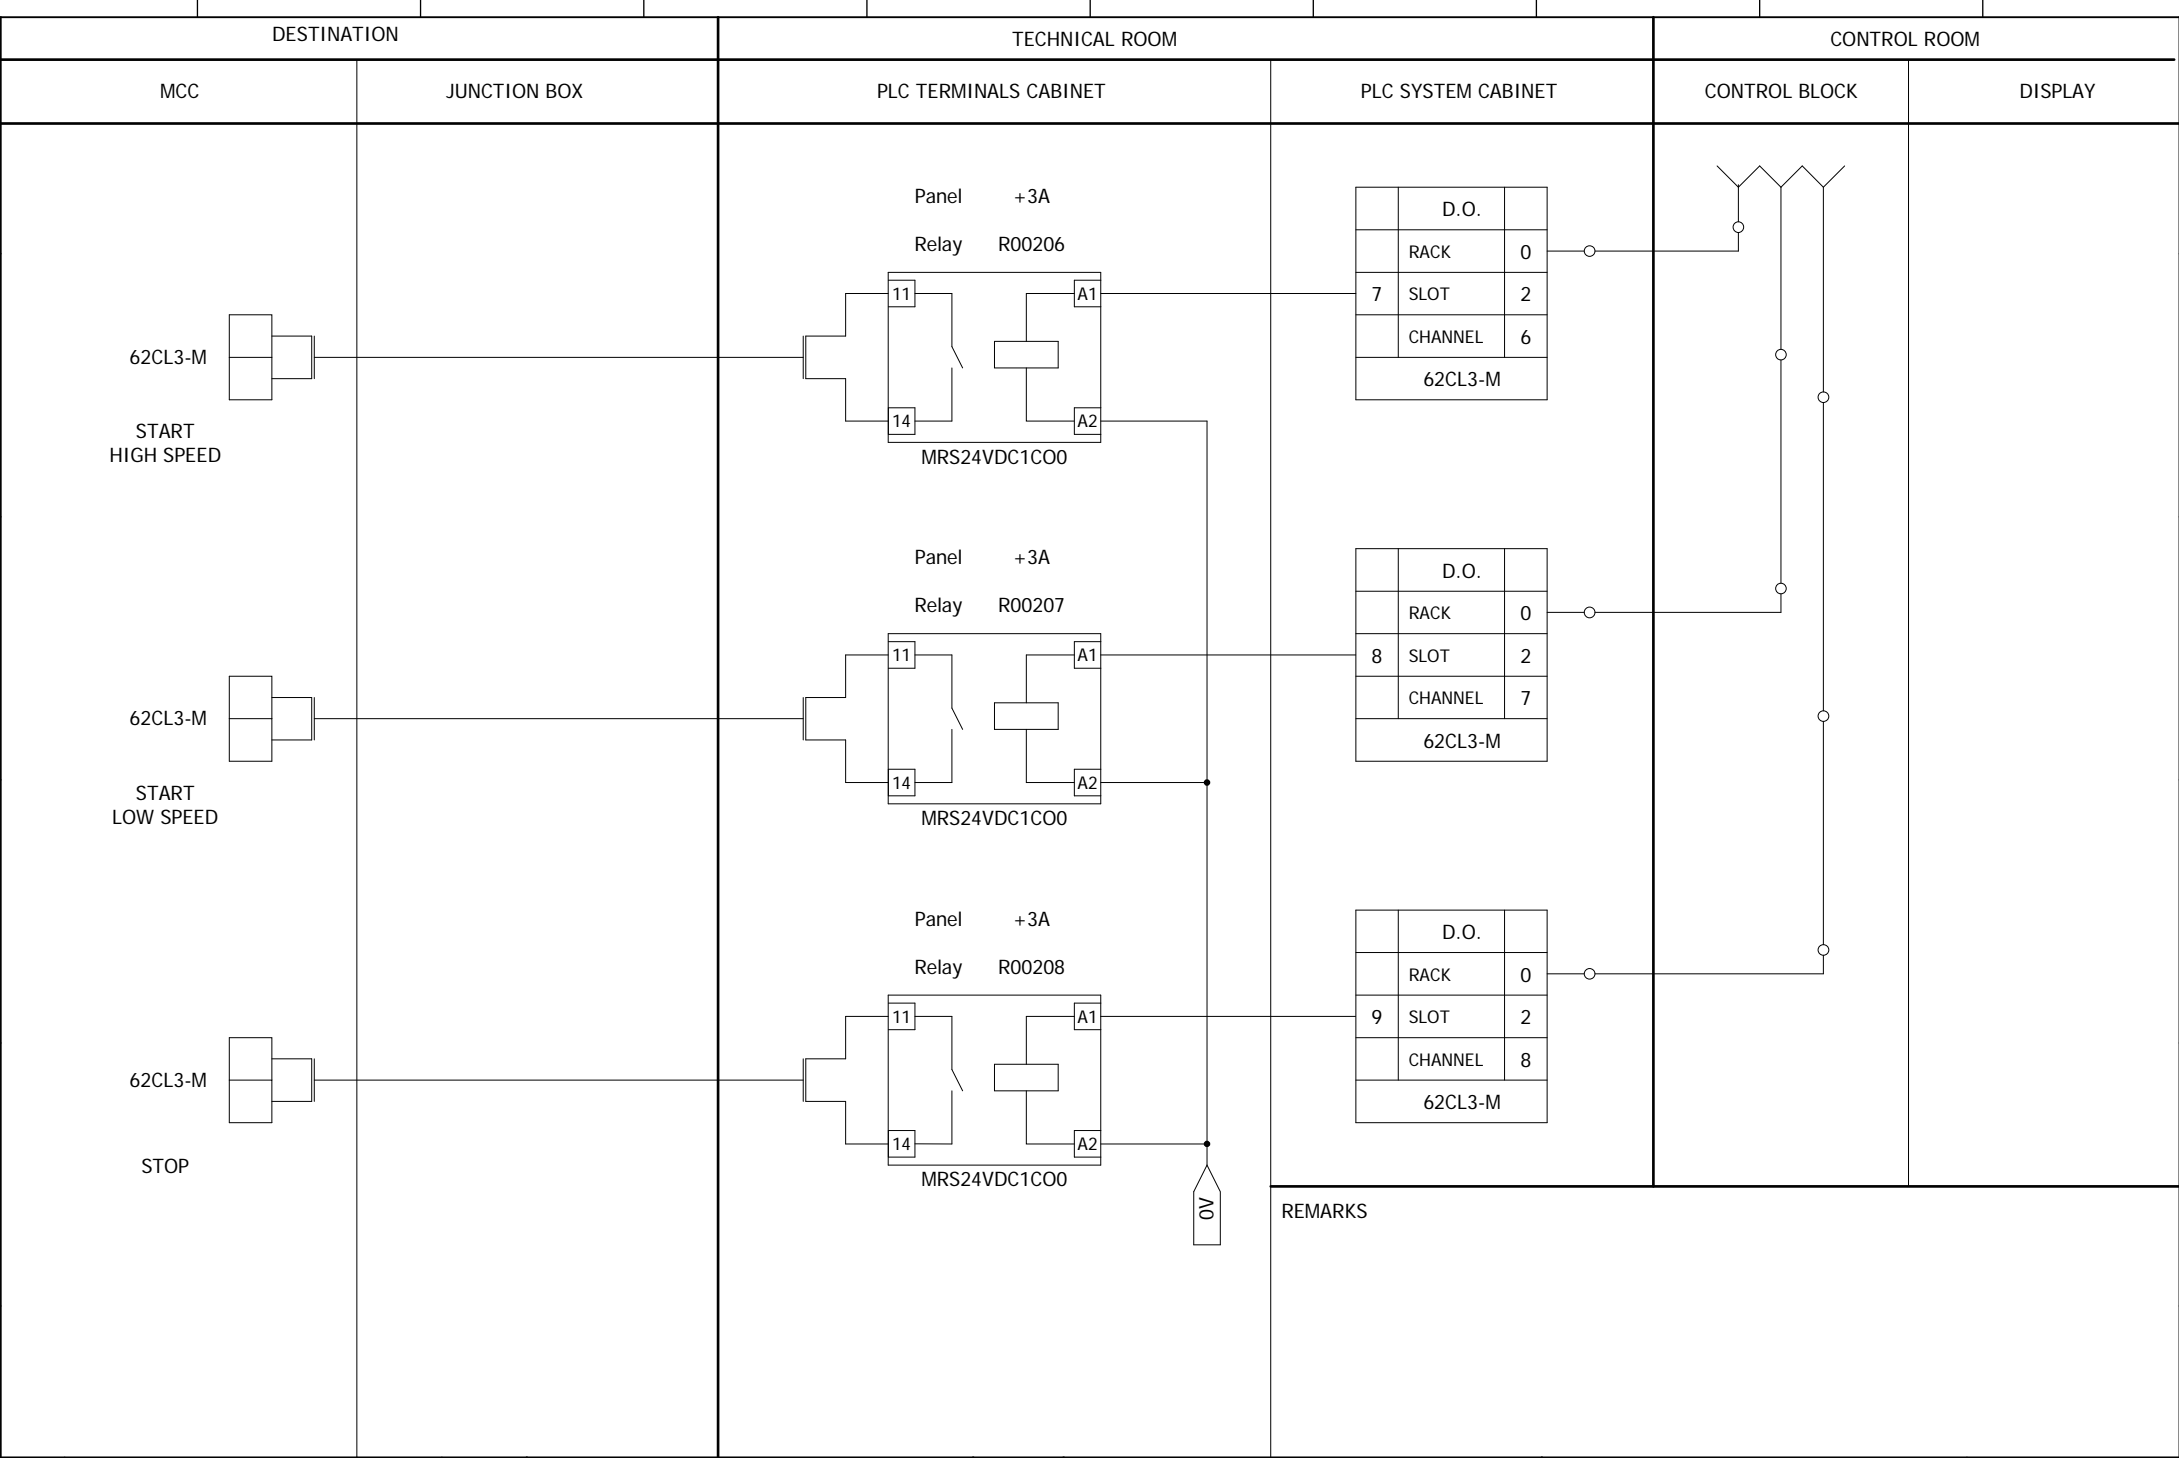 DESTINATION
TECHNICAL ROOM
CONTROL ROOM
MCC
JUNCTION BOX
PLC TERMINALS CABINET
PLC SYSTEM CABINET
CONTROL BLOCK
DISPLAY
62CL3-M
START
HIGH SPEED
Panel +3A
Relay R00206
11
A1
14
A2
MRS24VDC1CO0
D.O.
RACK 0
7 SLOT 2
CHANNEL 6
62CL3-M
62CL3-M
START
LOW SPEED
Panel +3A
Relay R00207
11
A1
14
A2
MRS24VDC1CO0
D.O.
RACK 0
8 SLOT 2
CHANNEL 7
62CL3-M
62CL3-M
STOP
Panel +3A
Relay R00208
11
A1
14
A2
MRS24VDC1CO0
D.O.
RACK 0
9 SLOT 2
CHANNEL 8
62CL3-M
0V
REMARKS